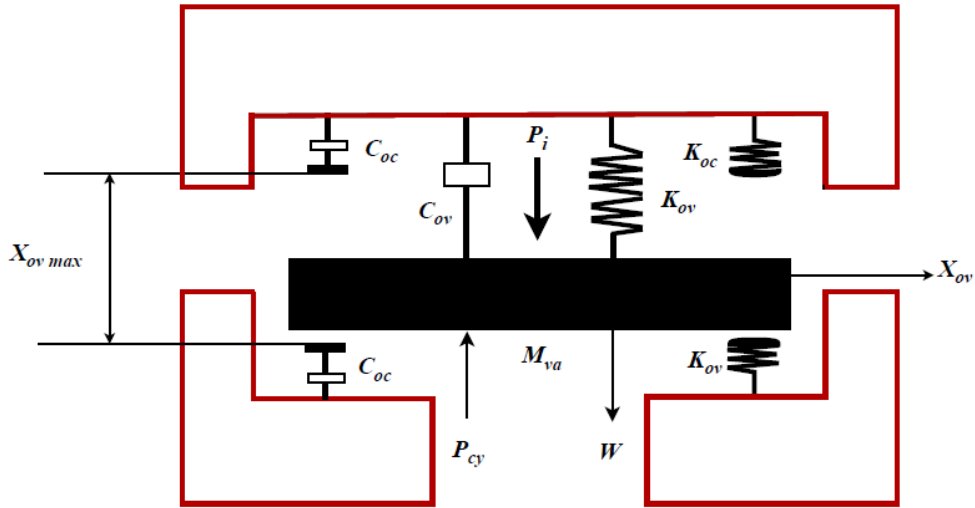 C_oc
P_i
K_oc
C_ov
K_ov
X_ov max
X_ov
C_oc
M_va
K_ov
P_cy
W